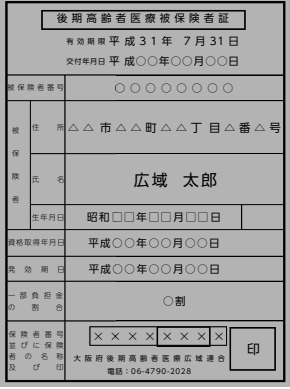 後期高齢者医療被保険者証
有効期限 平成31年 7月31日
交付年月日 平成○○年○○月○○日
被保険者番号 ○○○○○○○○
被保険者
住所 △△市△△町△△丁目△番△号
氏名 広域 太郎
生年月日 昭和□□年□□月□□日
資格取得年月日 平成○○年○○月○○日
発効期日 平成○○年○○月○○日
一部負担金の割合 ○割
保険者番号並びに保険者の名称及び印
××××××××
大阪府後期高齢者医療広域連合
電話：06-4790-2028
印